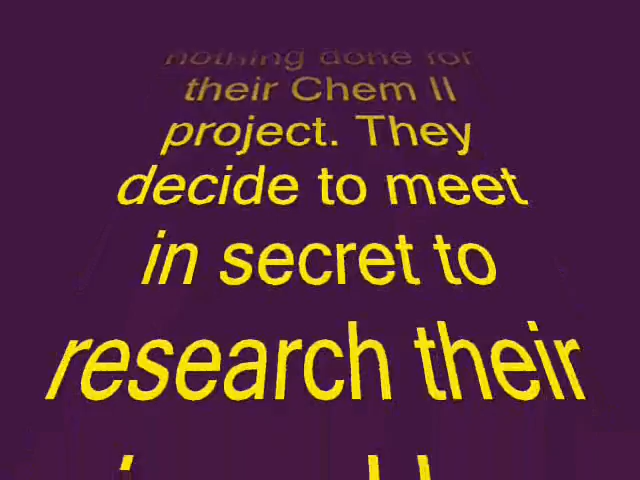 nothing done for
their Chem II
project. They
decide to meet
in secret to
research their